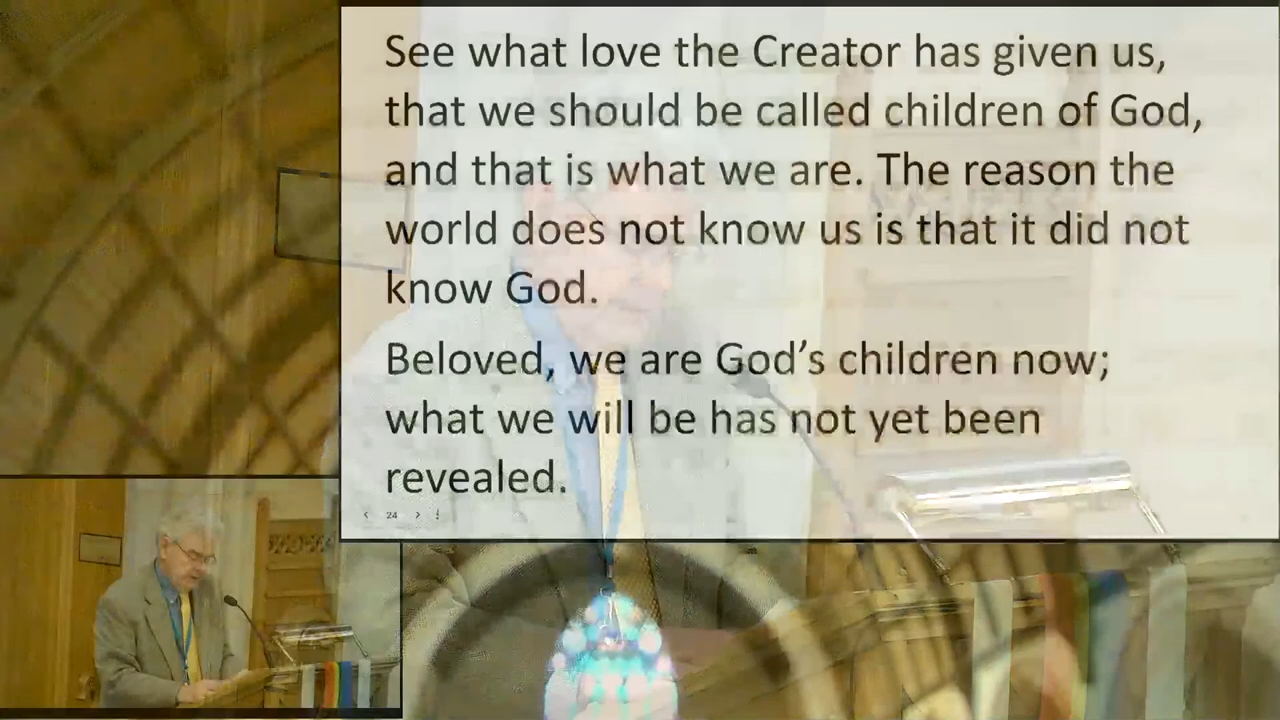 See what love the Creator has given us,
that we should be called children of God,
and that is what we are. The reason the
world does not know us is that it did not
know God.
Beloved, we are God’s children now;
what we will be has not yet been
revealed.
24